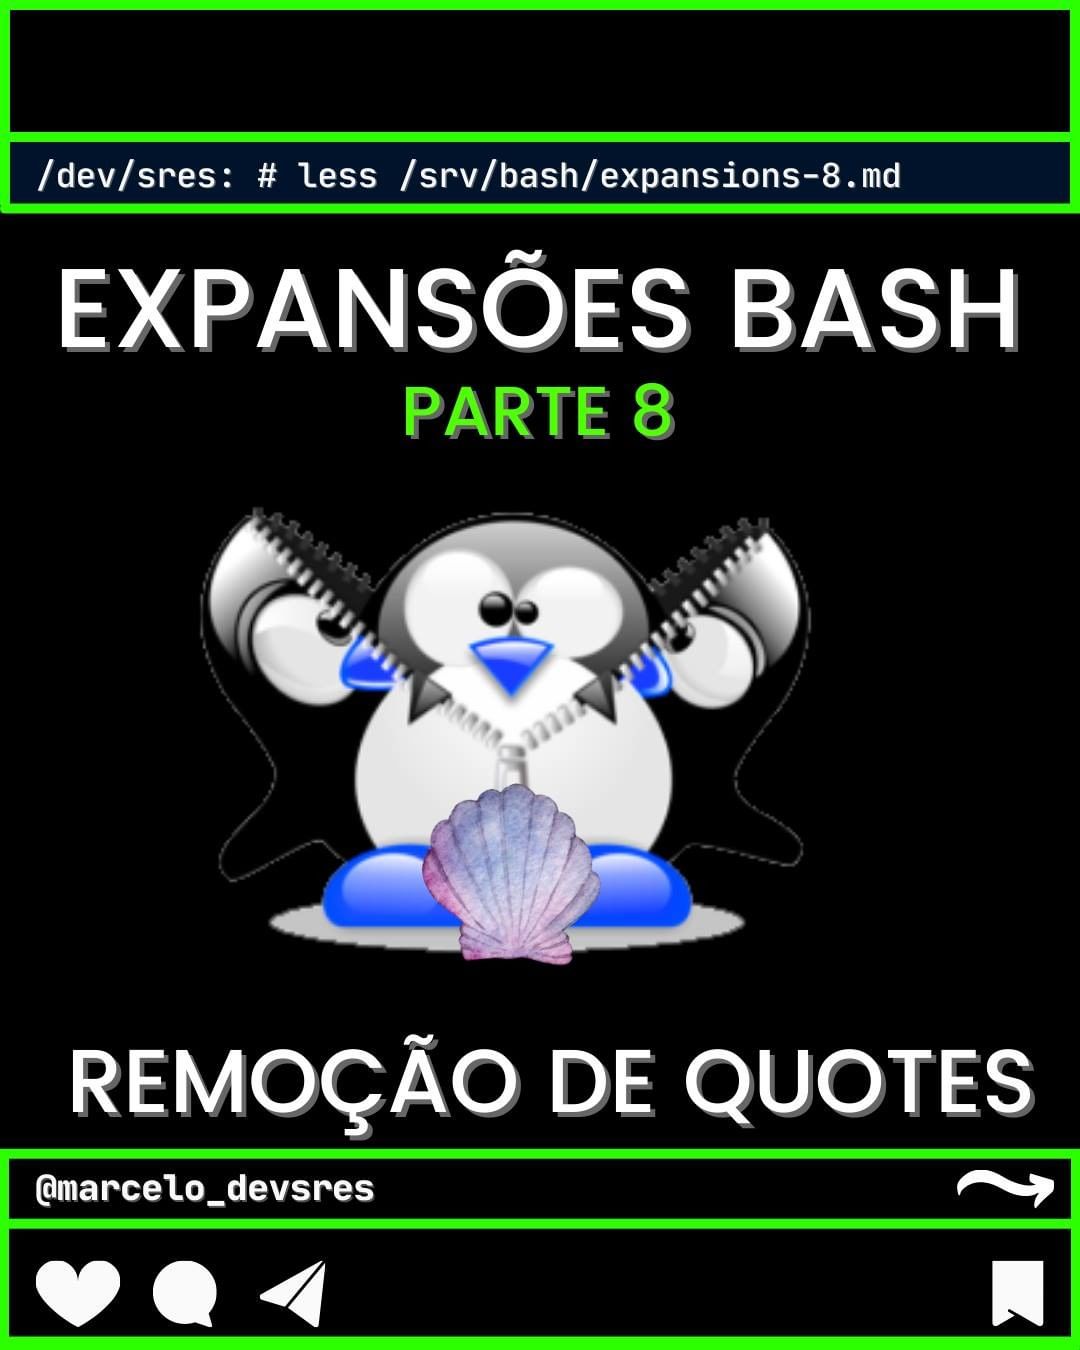 /dev/sres: # less /srv/bash/expansions-8.md
EXPANSÕES BASH
PARTE 8
REMOÇÃO DE QUOTES
@marcelo_devsres